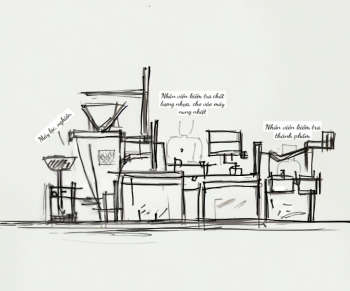 Máy lọc, nghiền
Nhân viên kiểm tra chất
lượng nhựa, cho vào máy
nung nhiệt
Nhân viên kiểm tra
thành phẩm